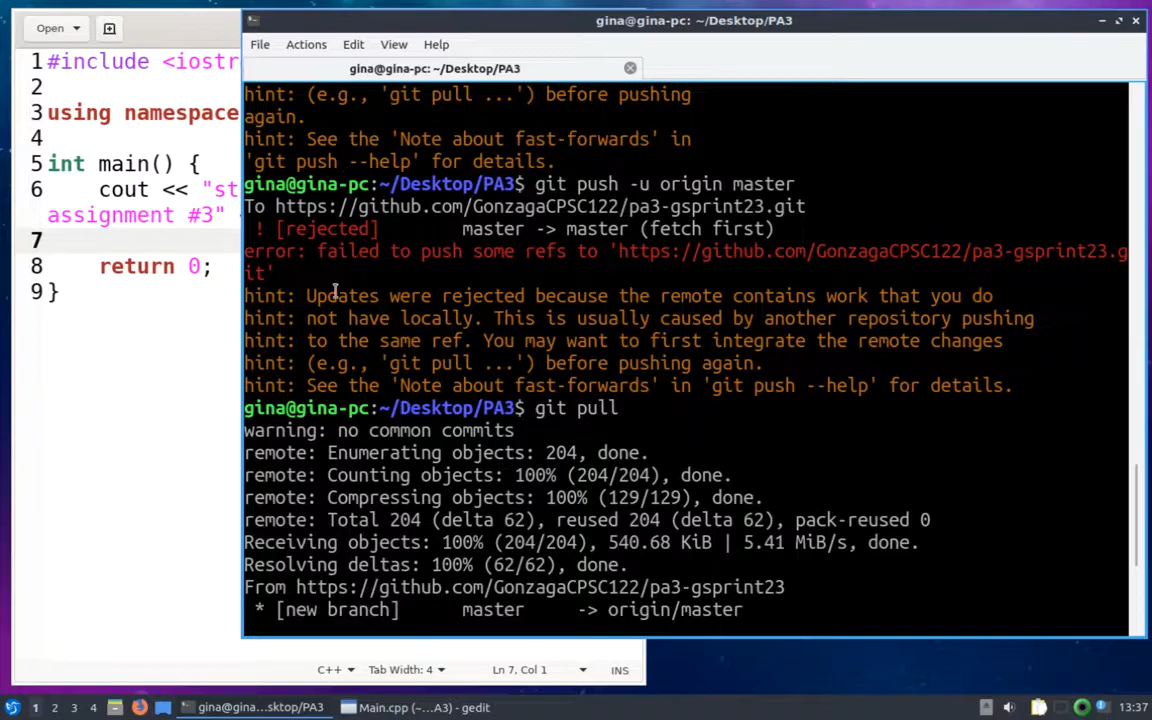 Open
1 #include <iostr
2
3 using namespace
4
5 int main() {
6 cout << "st
assignment #3"
7
8 return 0;
9 }
C++
Tab Width: 4
Ln 7, Col 1
INS
gina@gina-pc: ~/Desktop/PA3
File Actions Edit View Help
gina@gina-pc: ~/Desktop/PA3
hint: (e.g., 'git pull ...') before pushing
again.
hint: See the 'Note about fast-forwards' in
'git push --help' for details.
gina@gina-pc:~/Desktop/PA3$ git push -u origin master
To https://github.com/GonzagaCPSC122/pa3-gsprint23.git
! [rejected] master -> master (fetch first)
error: failed to push some refs to 'https://github.com/GonzagaCPSC122/pa3-gsprint23.g
it'
hint: Updates were rejected because the remote contains work that you do
hint: not have locally. This is usually caused by another repository pushing
hint: to the same ref. You may want to first integrate the remote changes
hint: (e.g., 'git pull ...') before pushing again.
hint: See the 'Note about fast-forwards' in 'git push --help' for details.
gina@gina-pc:~/Desktop/PA3$ git pull
warning: no common commits
remote: Enumerating objects: 204, done.
remote: Counting objects: 100% (204/204), done.
remote: Compressing objects: 100% (129/129), done.
remote: Total 204 (delta 62), reused 204 (delta 62), pack-reused 0
Receiving objects: 100% (204/204), 540.68 KiB | 5.41 MiB/s, done.
Resolving deltas: 100% (62/62), done.
From https://github.com/GonzagaCPSC122/pa3-gsprint23
* [new branch] master -> origin/master
1 2 3 4
gina@gina...sktop/PA3
Main.cpp (~...A3) - gedit
13:37